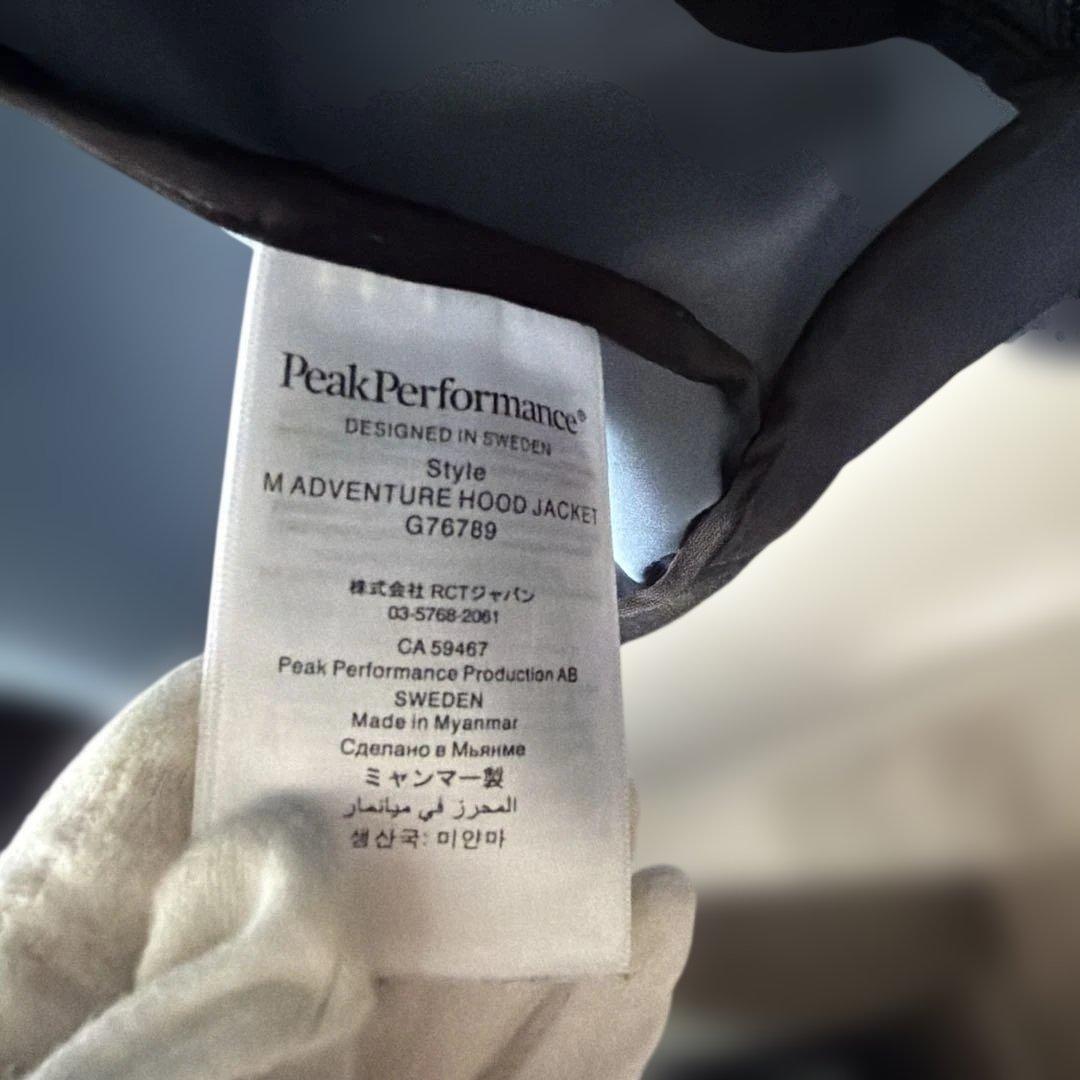 PeakPerformance®
DESIGNED IN SWEDEN
Style
M ADVENTURE HOOD JACKET
G76789
株式会社 RCTジャパン
03-5768-2061
CA 59467
Peak Performance Production AB
SWEDEN
Made in Myanmar
Сделано в Мьянме
ミャンマー製
المحرز في ميانمار
생산국: 미얀마